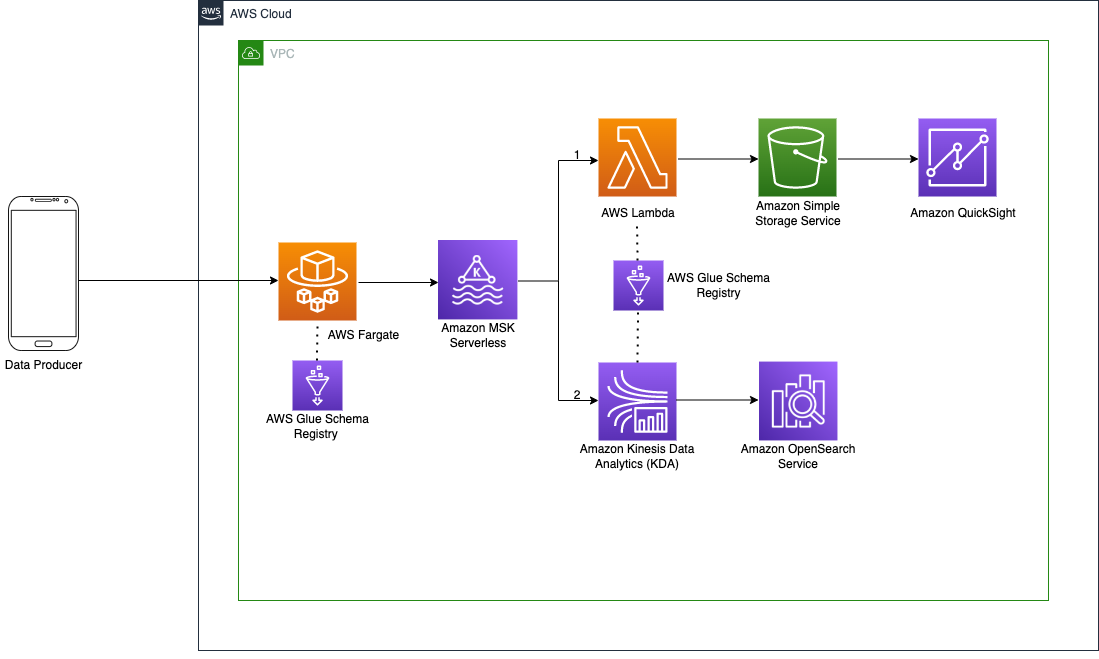 aws
AWS Cloud
VPC
1
AWS Lambda
Amazon Simple
Storage Service
Amazon QuickSight
AWS Glue Schema
Registry
K
AWS Fargate
Amazon MSK
Serverless
Data Producer
AWS Glue Schema
Registry
2
Amazon Kinesis Data
Analytics (KDA)
Amazon OpenSearch
Service